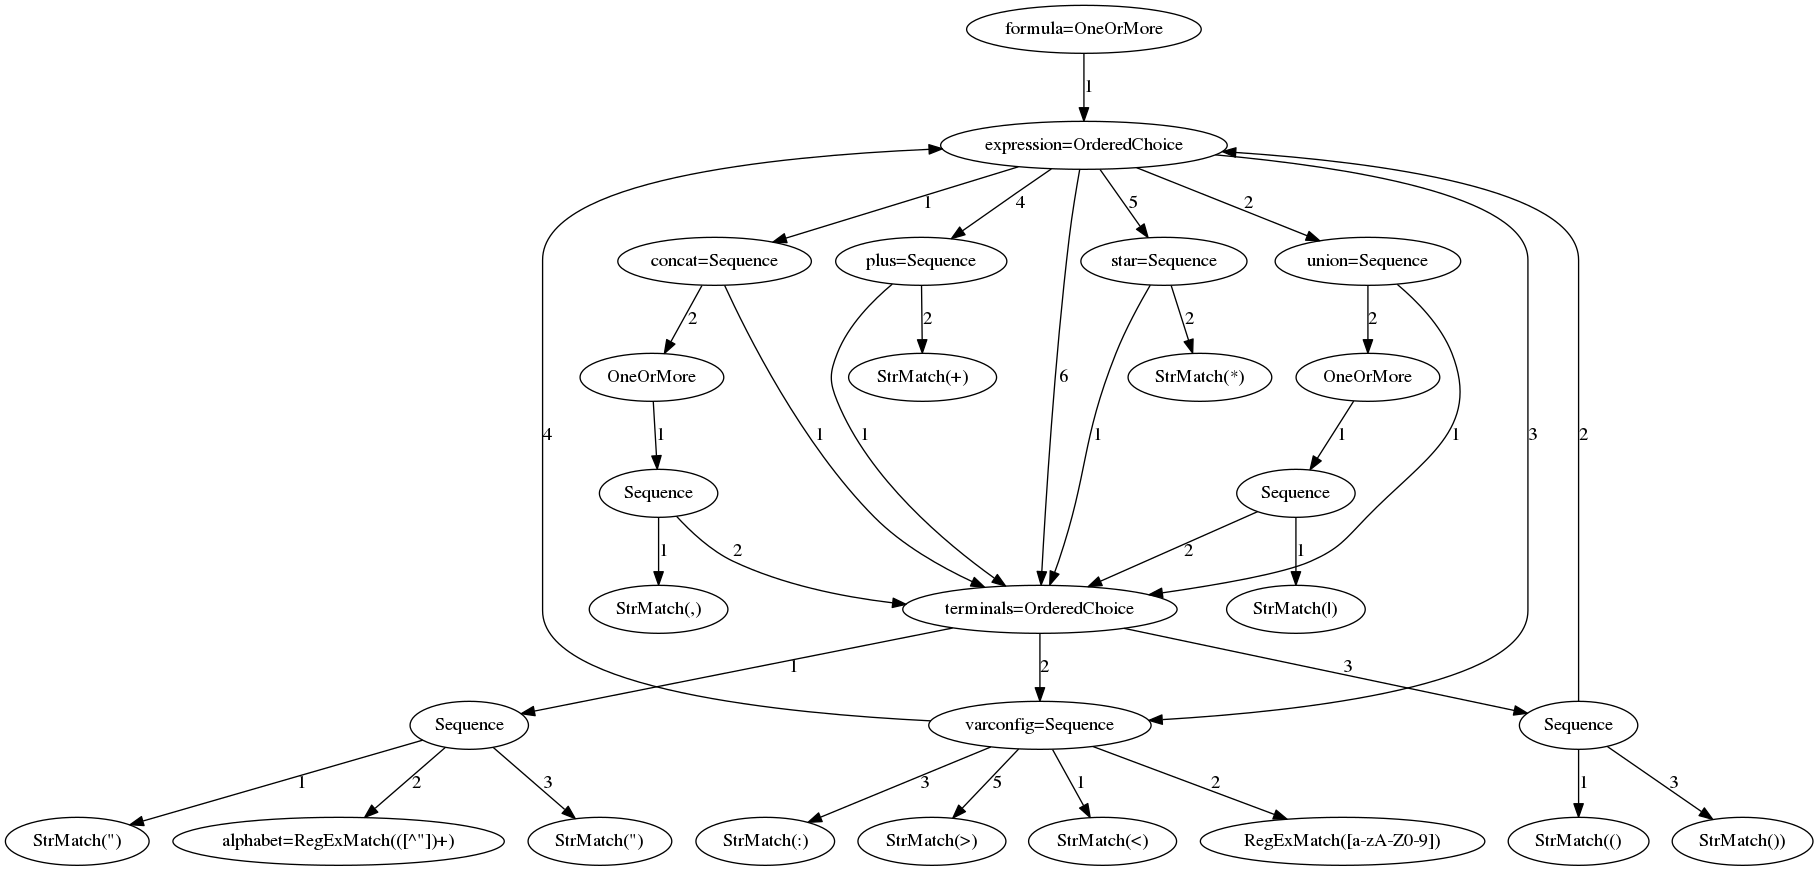 formula=OneOrMore
1
expression=OrderedChoice
1
4
5
2
concat=Sequence
plus=Sequence
star=Sequence
union=Sequence
2
2
2
2
OneOrMore
StrMatch(+)
StrMatch(*)
OneOrMore
6
4
1
1
1
1
1
1
3
2
Sequence
Sequence
1
2
2
1
StrMatch(,)
terminals=OrderedChoice
StrMatch(|)
1
2
3
Sequence
varconfig=Sequence
Sequence
1
2
3
3
5
1
2
1
3
StrMatch(")
alphabet=RegExMatch(([^"])+)
StrMatch(")
StrMatch(:)
StrMatch(>)
StrMatch(<)
RegExMatch([a-zA-Z0-9])
StrMatch(()
StrMatch())